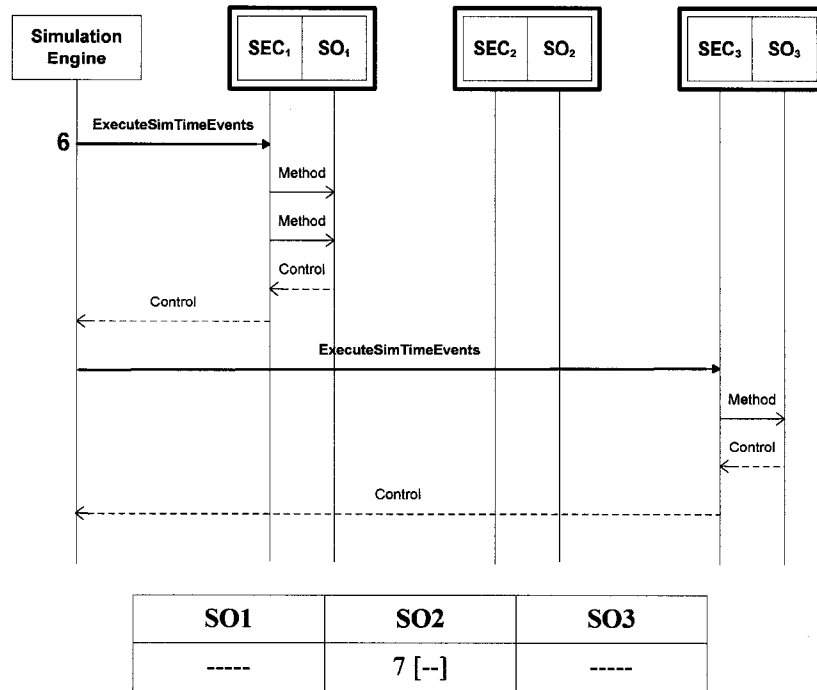 Simulation
Engine
SEC₁ SO₁ SEC₂ SO₂ SEC₃ SO₃
ExecuteSimTimeEvents
6
Method
Method
Control
Control
ExecuteSimTimeEvents
Method
Control
Control
SO1 SO2 SO3
----- 7 [--] -----